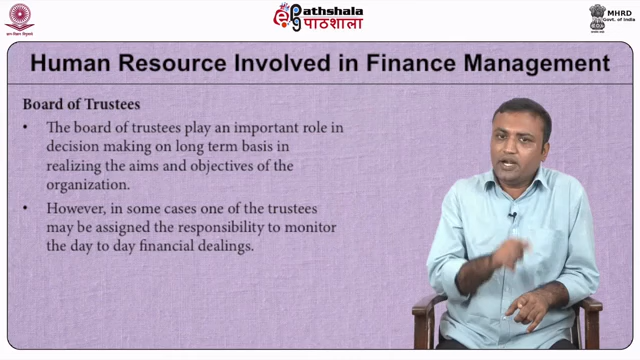 Pathshala
पाठशाला
MHRD
Govt. of India
Human Resource Involved in Finance Management
Board of Trustees
• The board of trustees play an important role in
decision making on long term basis in
realizing the aims and objectives of the
organization.
• However, in some cases one of the trustees
may be assigned the responsibility to monitor
the day to day financial dealings.